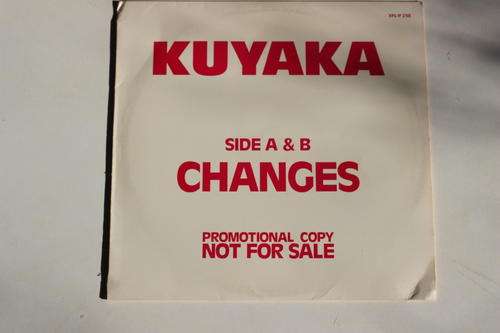 KUYAKA
SIDE A & B
CHANGES
PROMOTIONAL COPY
NOT FOR SALE